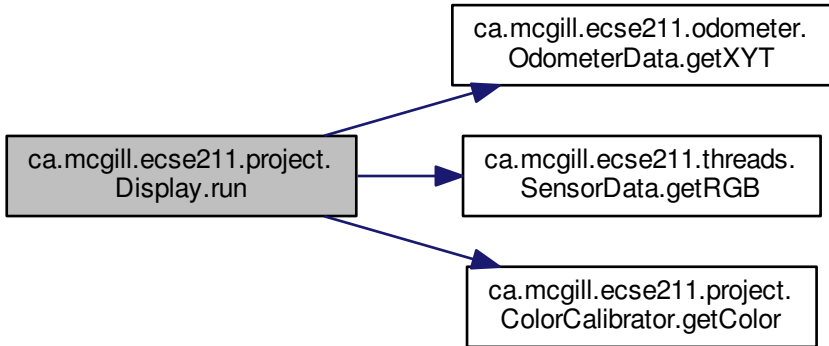 ca.mcgill.ecse211.project.
Display.run
ca.mcgill.ecse211.odometer.
OdometerData.getXYT
ca.mcgill.ecse211.threads.
SensorData.getRGB
ca.mcgill.ecse211.project.
ColorCalibrator.getColor